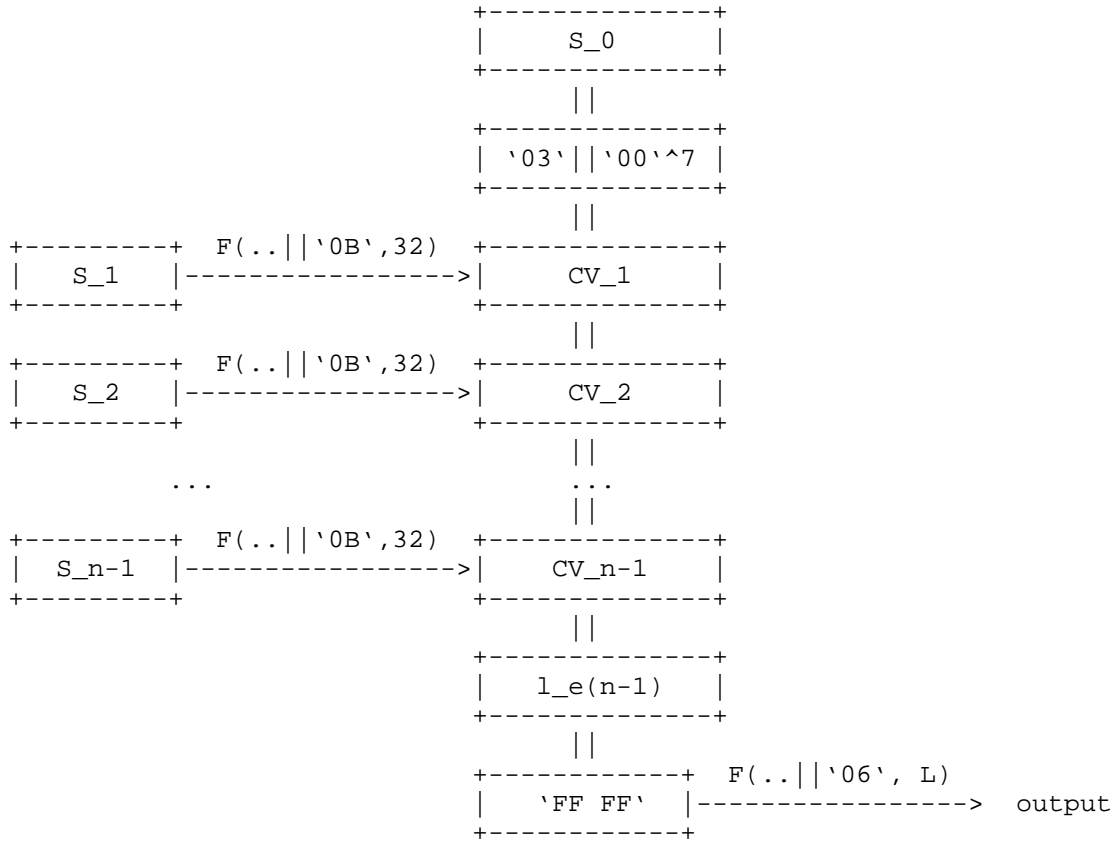 +--------------+
|     S_0      |
+--------------+
||
+--------------+
| `03`||`00`^7 |
+--------------+
||
+---------+  F(..||`0B`,32)  +--------------+
|   S_1   |----------------->|     CV_1     |
+---------+                  +--------------+
||
+---------+  F(..||`0B`,32)  +--------------+
|   S_2   |----------------->|     CV_2     |
+---------+                  +--------------+
||
...                      ...
||
+---------+  F(..||`0B`,32)  +--------------+
|  S_n-1  |----------------->|    CV_n-1    |
+---------+                  +--------------+
||
+--------------+
|   l_e(n-1)   |
+--------------+
||
+------------+  F(..||`06`, L)
|   `FF FF`  |----------------->  output
+------------+